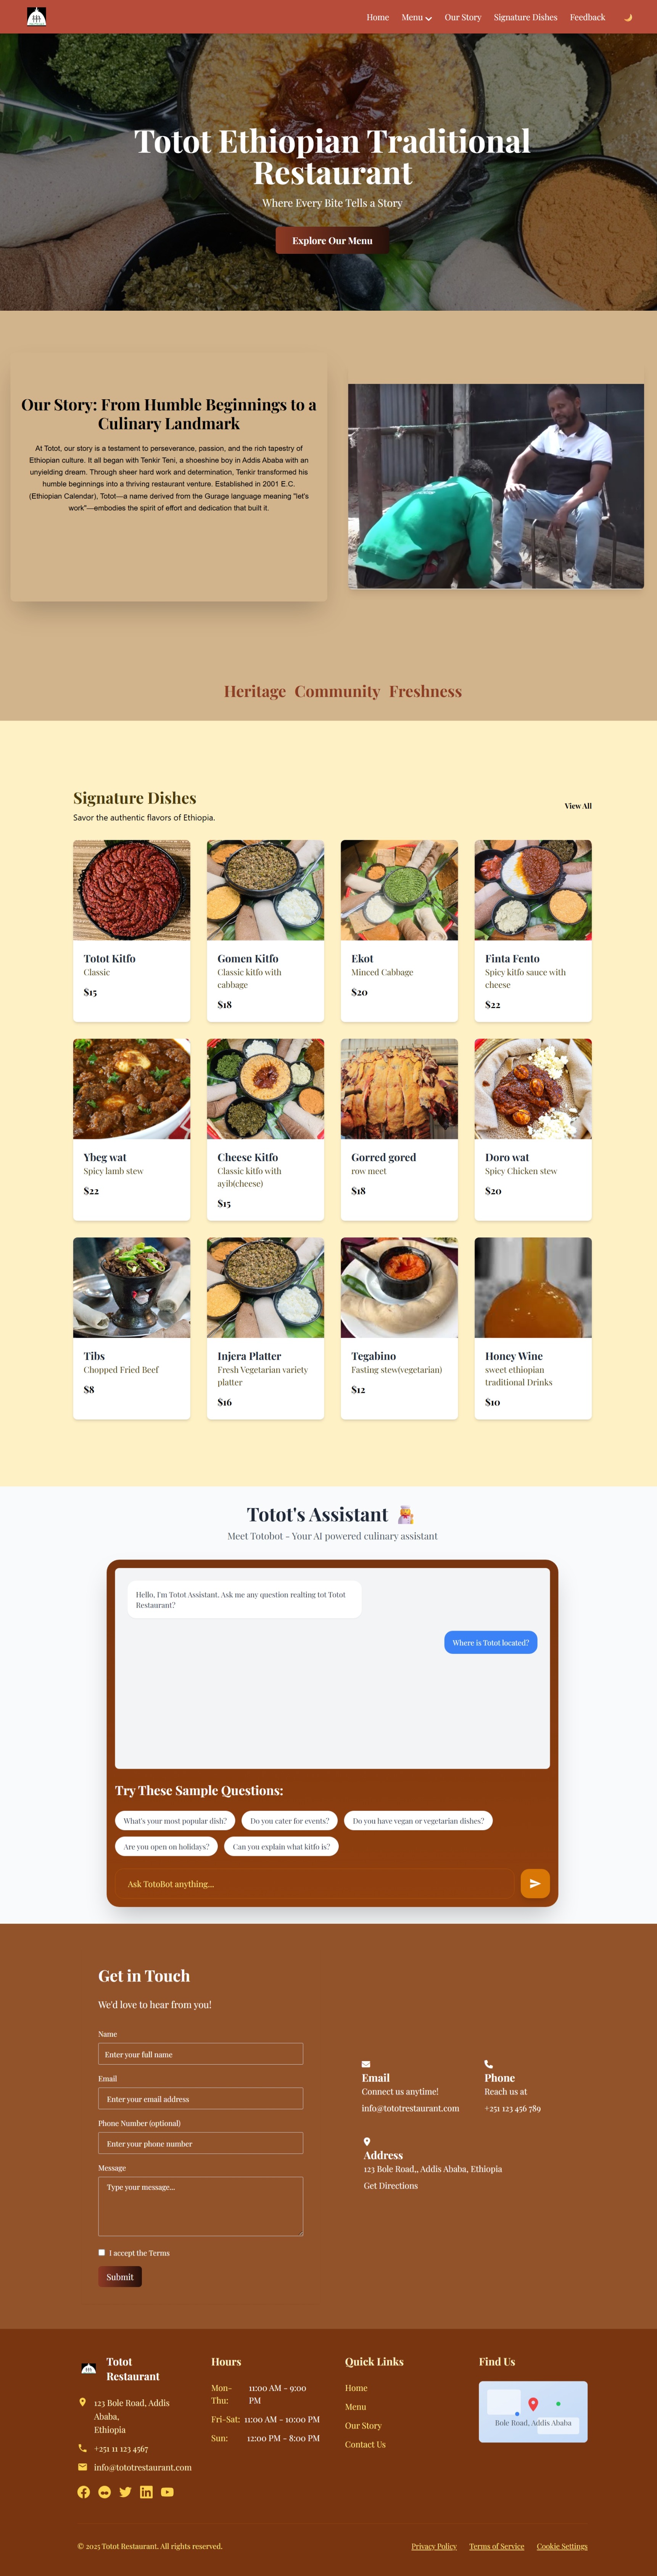 Home Menu Our Story Signature Dishes Feedback
Totot Ethiopian Traditional
Restaurant
Where Every Bite Tells a Story
Explore Our Menu
Our Story: From Humble Beginnings to a
Culinary Landmark
At Totot, our story is a testament to perseverance, passion, and the rich tapestry of
Ethiopian culture. It all began with Tenkir Teni, a shoeshine boy in Addis Ababa with an
unyielding dream. Through sheer hard work and determination, Tenkir transformed his
humble beginnings into a thriving restaurant venture. Established in 2001 E.C.
(Ethiopian Calendar), Totot—a name derived from the Gurage language meaning "let's
work"—embodies the spirit of effort and dedication that built it.
Heritage Community Freshness
Signature Dishes
Savor the authentic flavors of Ethiopia.
View All
Totot Kitfo
Classic
$15
Gomen Kitfo
Classic kitfo with
cabbage
$18
Ekot
Minced Cabbage
$20
Finta Fento
Spicy kitfo sauce with
cheese
$22
Ybeg wat
Spicy lamb stew
$22
Cheese Kitfo
Classic kitfo with
ayib(cheese)
$15
Gorred gored
row meet
$18
Doro wat
Spicy Chicken stew
$20
Tibs
Chopped Fried Beef
$8
Injera Platter
Fresh Vegetarian variety
platter
$16
Tegabino
Fasting stew(vegetarian)
$12
Honey Wine
sweet ethiopian
traditional Drinks
$10
Totot's Assistant
Meet Totobot - Your AI powered culinary assistant
Hello, I'm Totot Assistant. Ask me any question realting tot Totot
Restaurant?
Where is Totot located?
Try These Sample Questions:
What's your most popular dish?
Do you cater for events?
Do you have vegan or vegetarian dishes?
Are you open on holidays?
Can you explain what kitfo is?
Ask TotoBot anything...
Get in Touch
We'd love to hear from you!
Name
Enter your full name
Email
Enter your email address
Phone Number (optional)
Enter your phone number
Message
Type your message...
I accept the Terms
Submit
Email
Connect us anytime!
info@tototrestaurant.com
Phone
Reach us at
+251 123 456 789
Address
123 Bole Road,, Addis Ababa, Ethiopia
Get Directions
Totot
Restaurant
123 Bole Road, Addis
Ababa,
Ethiopia
+251 11 123 4567
info@tototrestaurant.com
Hours
Mon-
Thu:
11:00 AM - 9:00
PM
Fri-Sat: 11:00 AM - 10:00 PM
Sun: 12:00 PM - 8:00 PM
Quick Links
Home
Menu
Our Story
Contact Us
Find Us
Bole Road, Addis Ababa
© 2025 Totot Restaurant. All rights reserved.
Privacy Policy Terms of Service Cookie Settings